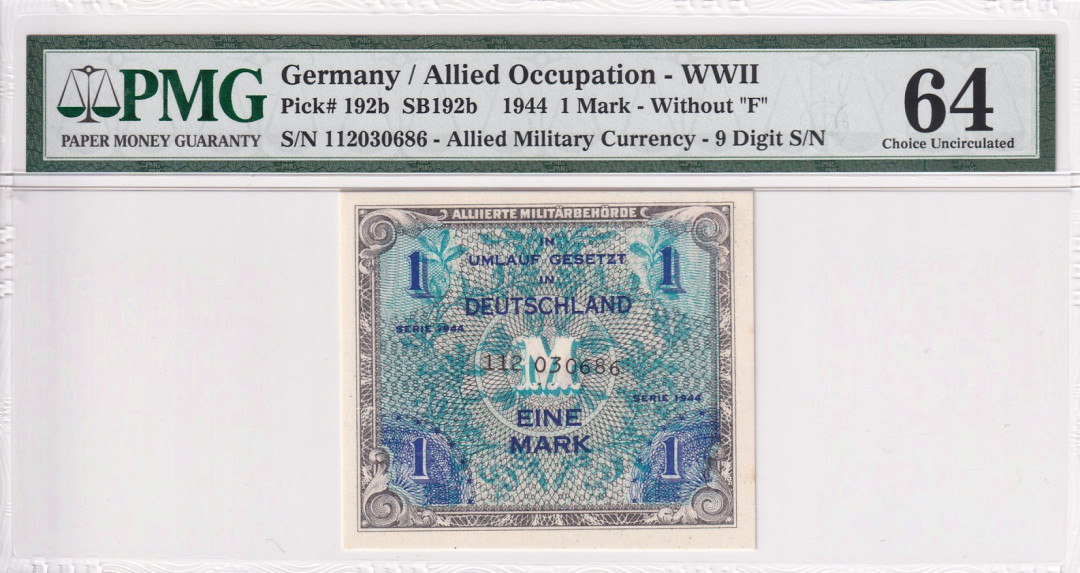 PMG
PAPER MONEY GUARANTY
Germany / Allied Occupation - WWII
Pick# 192b SB192b 1944 1 Mark - Without "F"
S/N 112030686 - Allied Military Currency - 9 Digit S/N
64
Choice Uncirculated
ALLIIERTE MILITÄRBEHÖRDE
IN
1 UMLAUF GESETZT 1
IN
DEUTSCHLAND
SERIE 1944
M
112 030686
SERIE 1944
EINE
MARK
1 1